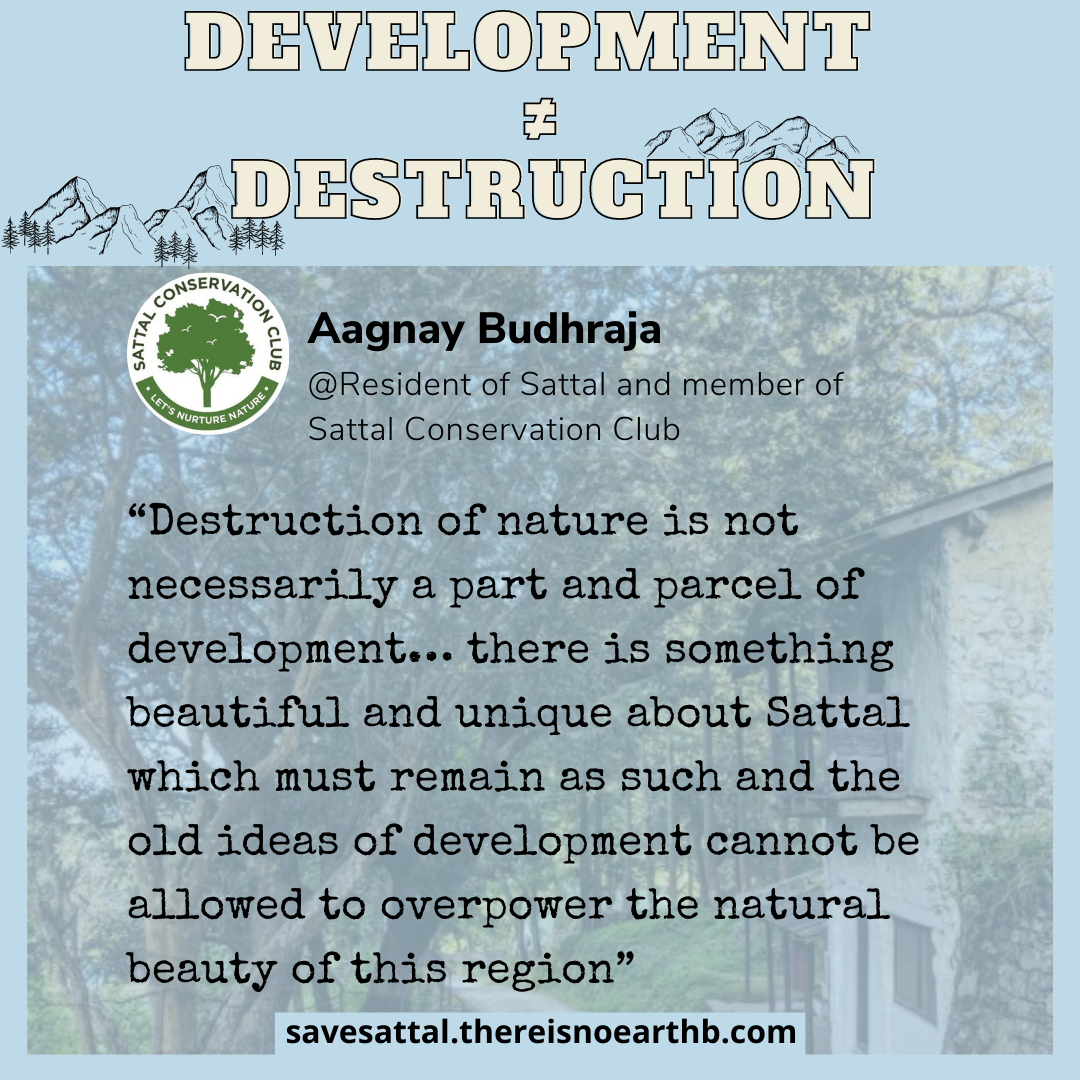 DEVELOPMENT
≠
DESTRUCTION
SATTAL CONSERVATION CLUB
• LET'S NURTURE NATURE •
Aagnay Budhraja
@Resident of Sattal and member of
Sattal Conservation Club
“Destruction of nature is not
necessarily a part and parcel of
development... there is something
beautiful and unique about Sattal
which must remain as such and the
old ideas of development cannot be
allowed to overpower the natural
beauty of this region”
savesattal.thereisnoearthb.com